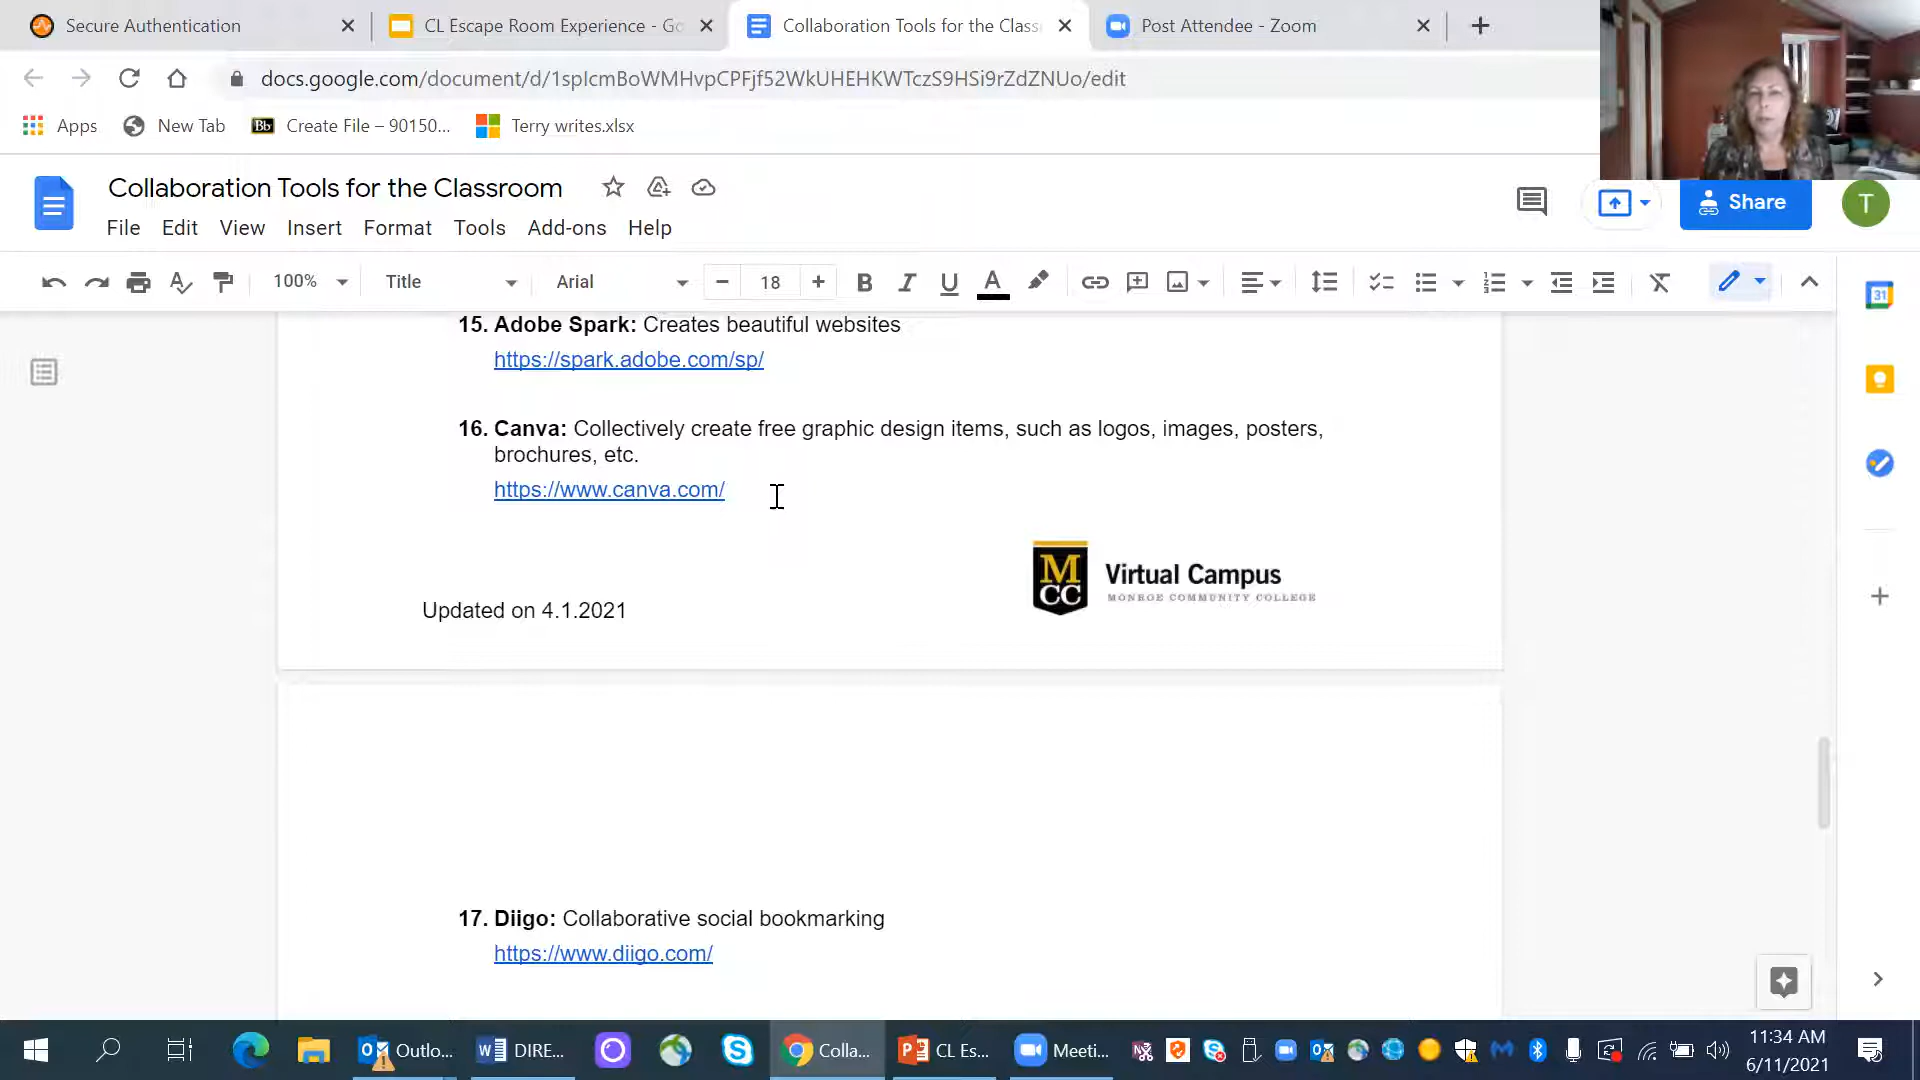 Secure Authentication
CL Escape Room Experience - Go
Collaboration Tools for the Class
Post Attendee - Zoom
docs.google.com/document/d/1spIcmBoWMHvpCPFjf52WkUHEHKWTczS9HSi9rZdZNUo/edit
Apps
New Tab
Bb
Create File – 90150...
Terry writes.xlsx
Collaboration Tools for the Classroom
File Edit View Insert Format Tools Add-ons Help
Share
T
100%
Title
Arial
18
B I U A
31
15. Adobe Spark: Creates beautiful websites
https://spark.adobe.com/sp/
16. Canva: Collectively create free graphic design items, such as logos, images, posters,
brochures, etc.
https://www.canva.com/
MCC
Virtual Campus
MONROE COMMUNITY COLLEGE
Updated on 4.1.2021
17. Diigo: Collaborative social bookmarking
https://www.diigo.com/
Outlo...
DIRE...
Colla...
CL Es...
Meeti...
11:34 AM
6/11/2021